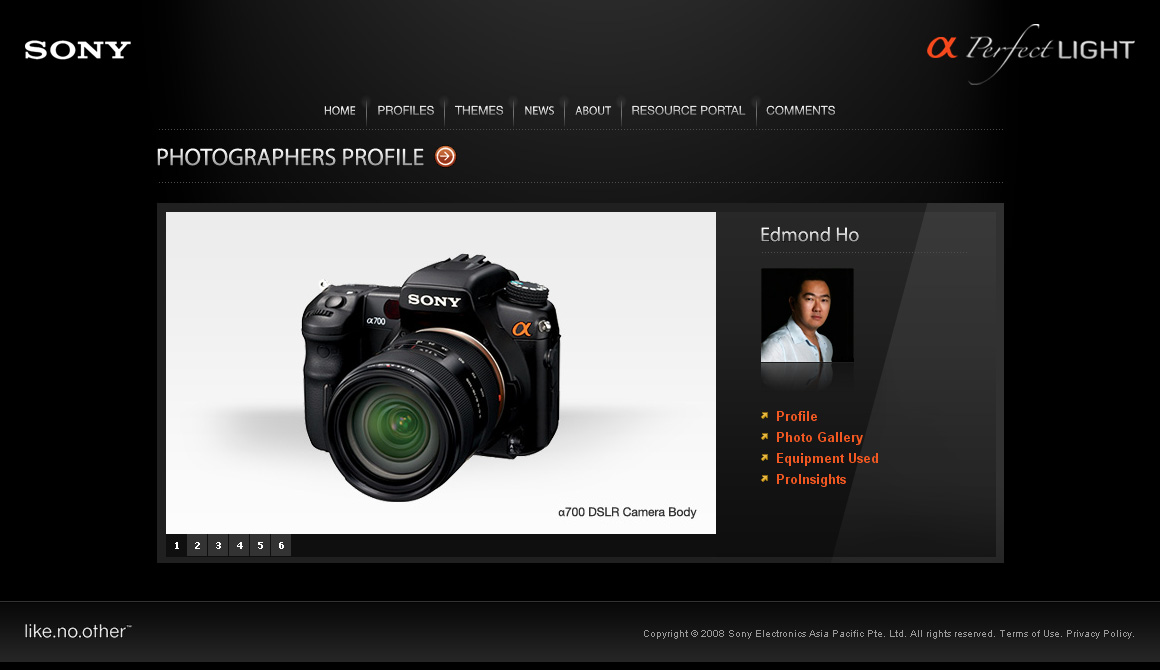 SONY
α Perfect LIGHT
HOME PROFILES THEMES NEWS ABOUT RESOURCE PORTAL COMMENTS
PHOTOGRAPHERS PROFILE
Edmond Ho
SONY
α700
α
Profile
Photo Gallery
Equipment Used
ProInsights
α700 DSLR Camera Body
1 2 3 4 5 6
like.no.other™
Copyright © 2008 Sony Electronics Asia Pacific Pte. Ltd. All rights reserved. Terms of Use. Privacy Policy.